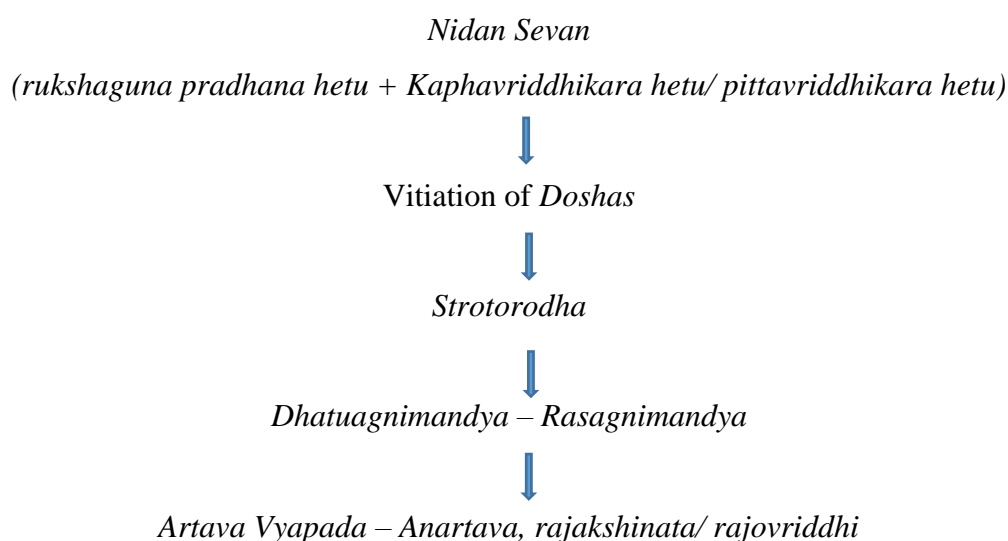 Nidan Sevan
(rukshaguna pradhana hetu + Kaphavriddhikara hetu/ pittavriddhikara hetu)
Vitiation of Doshas
Strotorodha
Dhatuagnimandya – Rasagnimandya
Artava Vyapada – Anartava, rajakshinata/ rajovriddhi